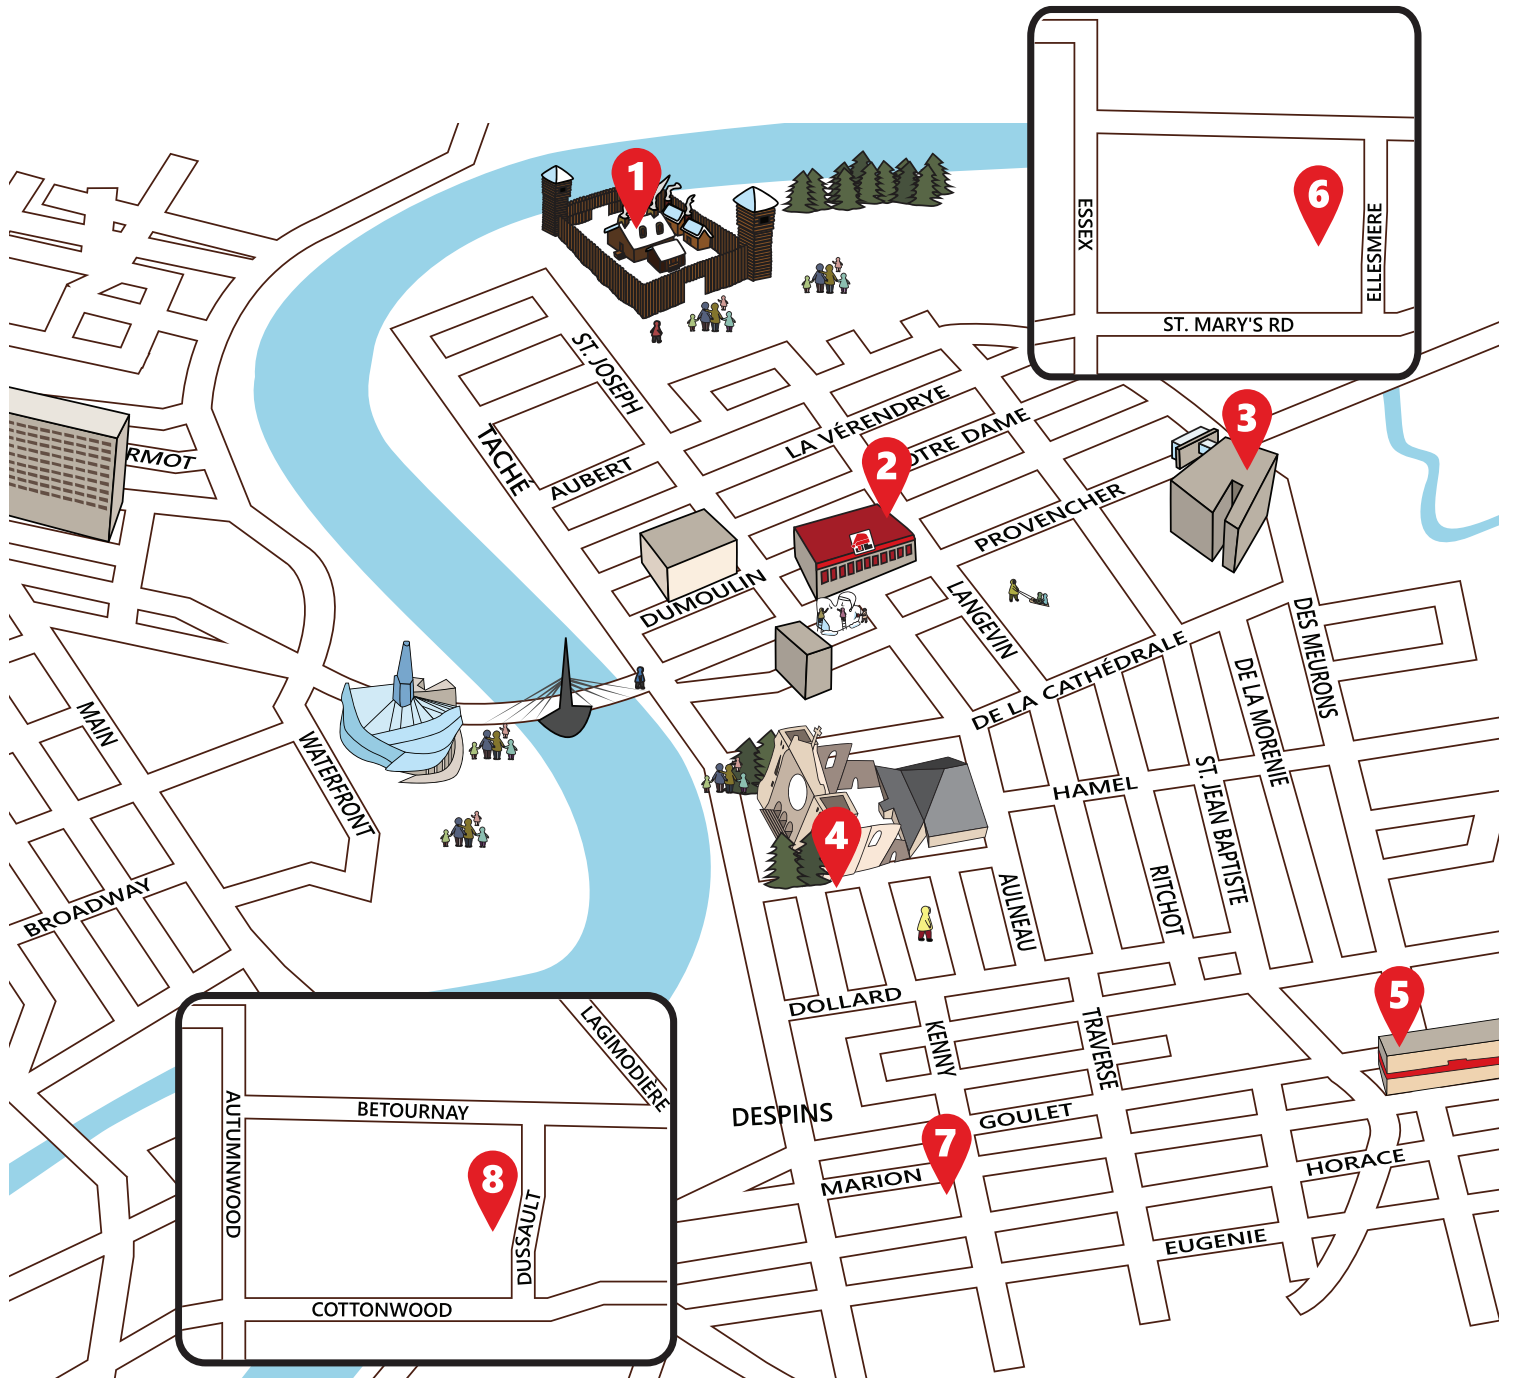 1
6
ESSEX
ELLESMERE
ST. MARY'S RD
ST. JOSEPH
TACHÉ
AUBERT
LA VÉRENDRYE
OTRE DAME
2
3
RMOT
PROVENCHER
DUMOULIN
LANGEVIN
DE LA CATHÉDRALE
DES MEURONS
DE LA MORENIE
MAIN
WATERFRONT
HAMEL
ST. JEAN BAPTISTE
4
BROADWAY
AULNEAU
RITCHOT
5
DOLLARD
KENNY
TRAVERSE
LAGIMODIÈRE
AUTUMNWOOD
BETOURNAY
DESPINS
GOULET
7
MARION
HORACE
8
DUSSAULT
EUGENIE
COTTONWOOD